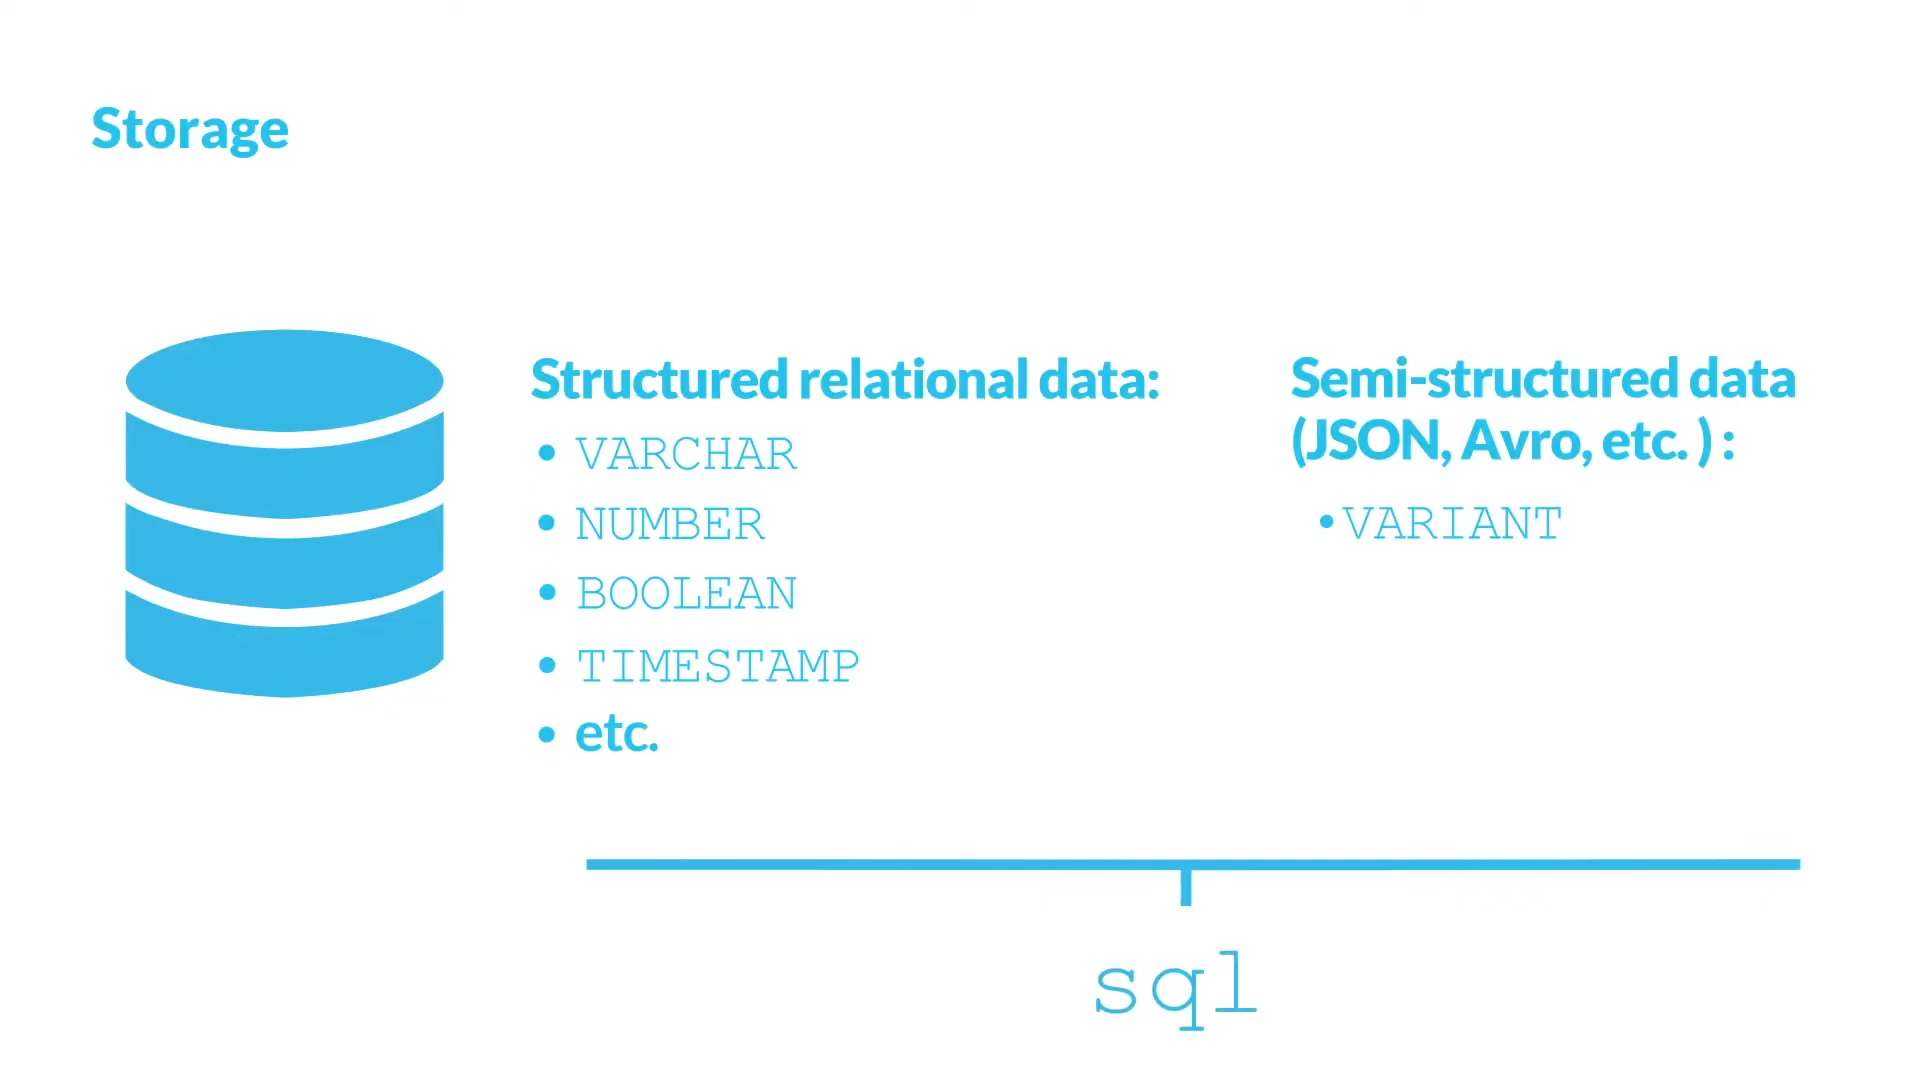 Storage
Structured relational data:
• VARCHAR
• NUMBER
• BOOLEAN
• TIMESTAMP
• etc.
Semi-structured data
(JSON, Avro, etc. ) :
• VARIANT
sql